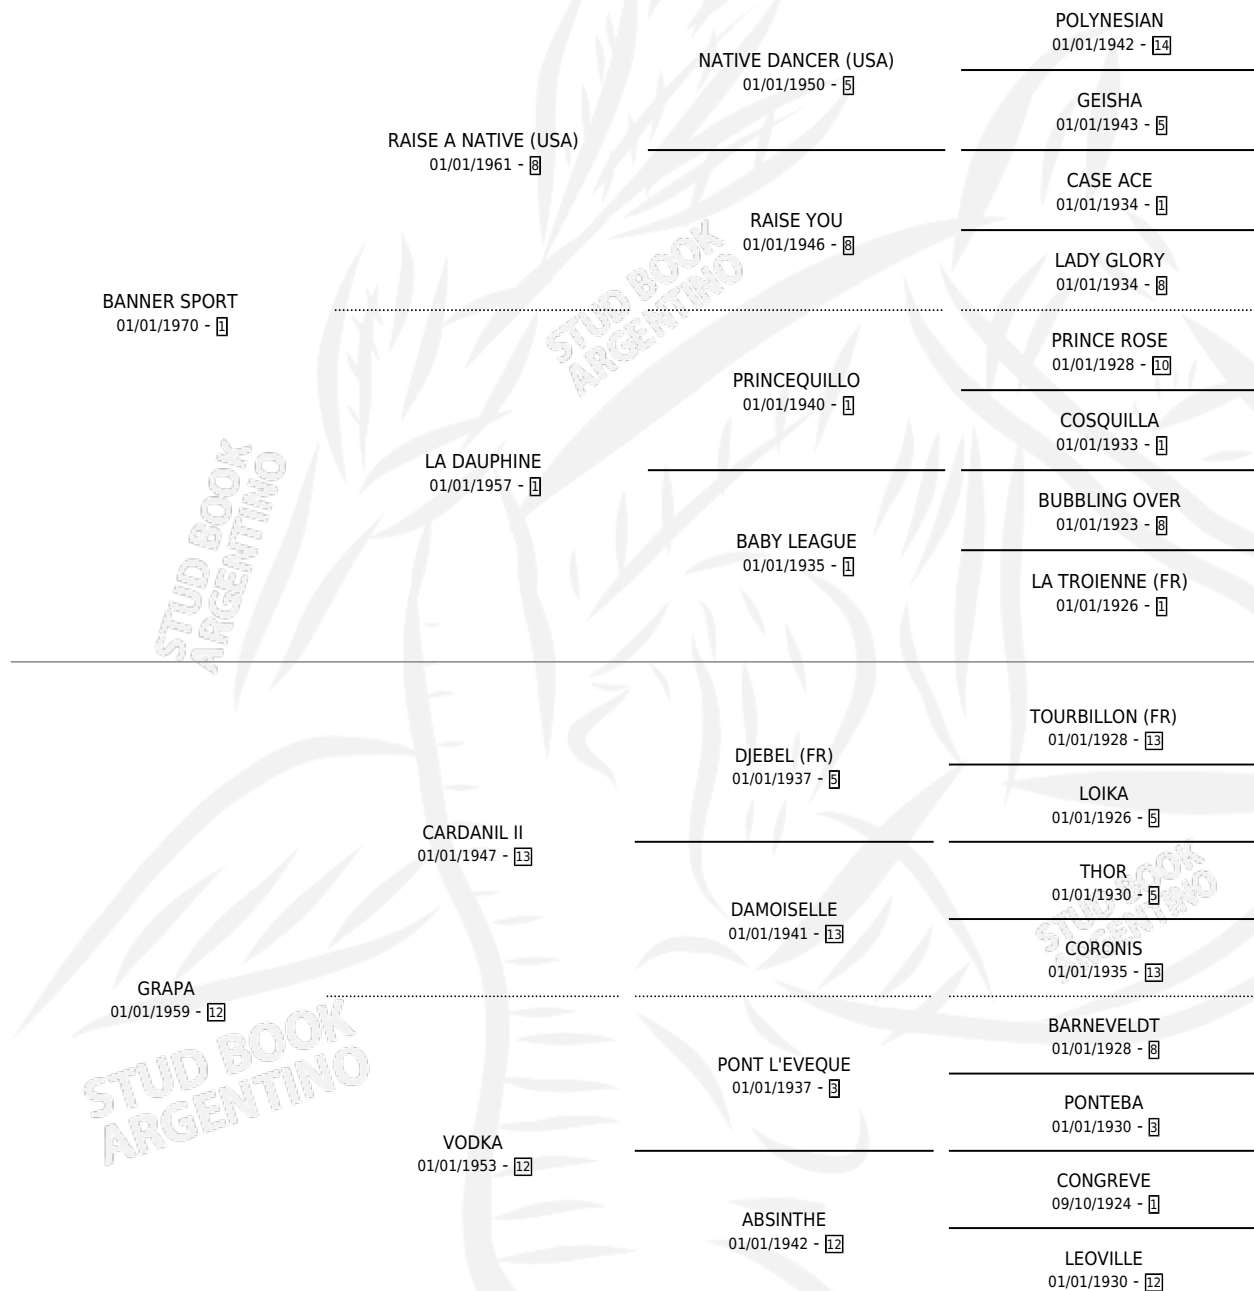 POLYNESIAN
01/01/1942 - 14
NATIVE DANCER (USA)
01/01/1950 - 5
GEISHA
01/01/1943 - 5
RAISE A NATIVE (USA)
01/01/1961 - 8
CASE ACE
01/01/1934 - 1
RAISE YOU
01/01/1946 - 8
LADY GLORY
01/01/1934 - 8
BANNER SPORT
01/01/1970 - 1
PRINCE ROSE
01/01/1928 - 10
PRINCEQUILLO
01/01/1940 - 1
COSQUILLA
01/01/1933 - 1
LA DAUPHINE
01/01/1957 - 1
BUBBLING OVER
01/01/1923 - 8
BABY LEAGUE
01/01/1935 - 1
LA TROIENNE (FR)
01/01/1926 - 1
TOURBILLON (FR)
01/01/1928 - 13
DJEBEL (FR)
01/01/1937 - 5
LOIKA
01/01/1926 - 5
CARDANIL II
01/01/1947 - 13
THOR
01/01/1930 - 5
DAMOISELLE
01/01/1941 - 13
CORONIS
01/01/1935 - 13
GRAPA
01/01/1959 - 12
BARNEVELDT
01/01/1928 - 8
PONT L'EVEQUE
01/01/1937 - 3
PONTEBA
01/01/1930 - 3
VODKA
01/01/1953 - 12
CONGREVE
09/10/1924 - 1
ABSINTHE
01/01/1942 - 12
LEOVILLE
01/01/1930 - 12
STUD BOOK
ARGENTINO
STUD BOOK
ARGENTINO
STUD BOOK
ARGENTINO
STUD BOOK
ARGENTINO